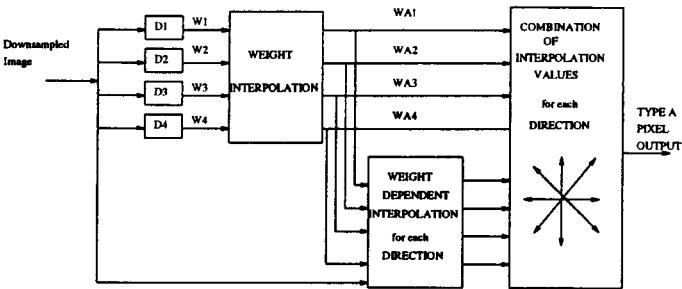 Downsampled
Image
D1
W1
D2
W2
D3
W3
D4
W4
WEIGHT
INTERPOLATION
WA1
WA2
WA3
WA4
WEIGHT
DEPENDENT
INTERPOLATION
for each
DIRECTION
COMBINATION
OF
INTERPOLATION
VALUES
for each
DIRECTION
TYPE A
PIXEL
OUTPUT